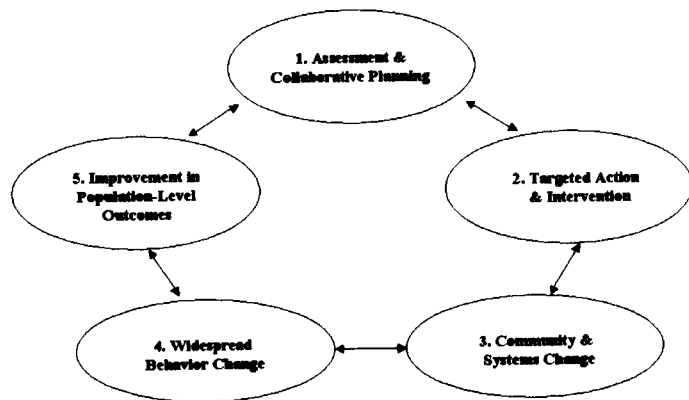 1. Assessment &
Collaborative Planning
2. Targeted Action
& Intervention
3. Community &
Systems Change
4. Widespread
Behavior Change
5. Improvement in
Population-Level
Outcomes